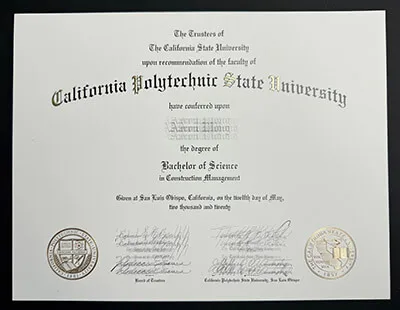 The Trustees of
The California State University
upon recommendation of the faculty of
California Polytechnic State University
have conferred upon
the degree of
Bachelor of Science
in Construction Management
Given at San Luis Obispo, California, on the twelfth day of May,
two thousand and twenty
Board of Trustees
California Polytechnic State University, San Luis Obispo